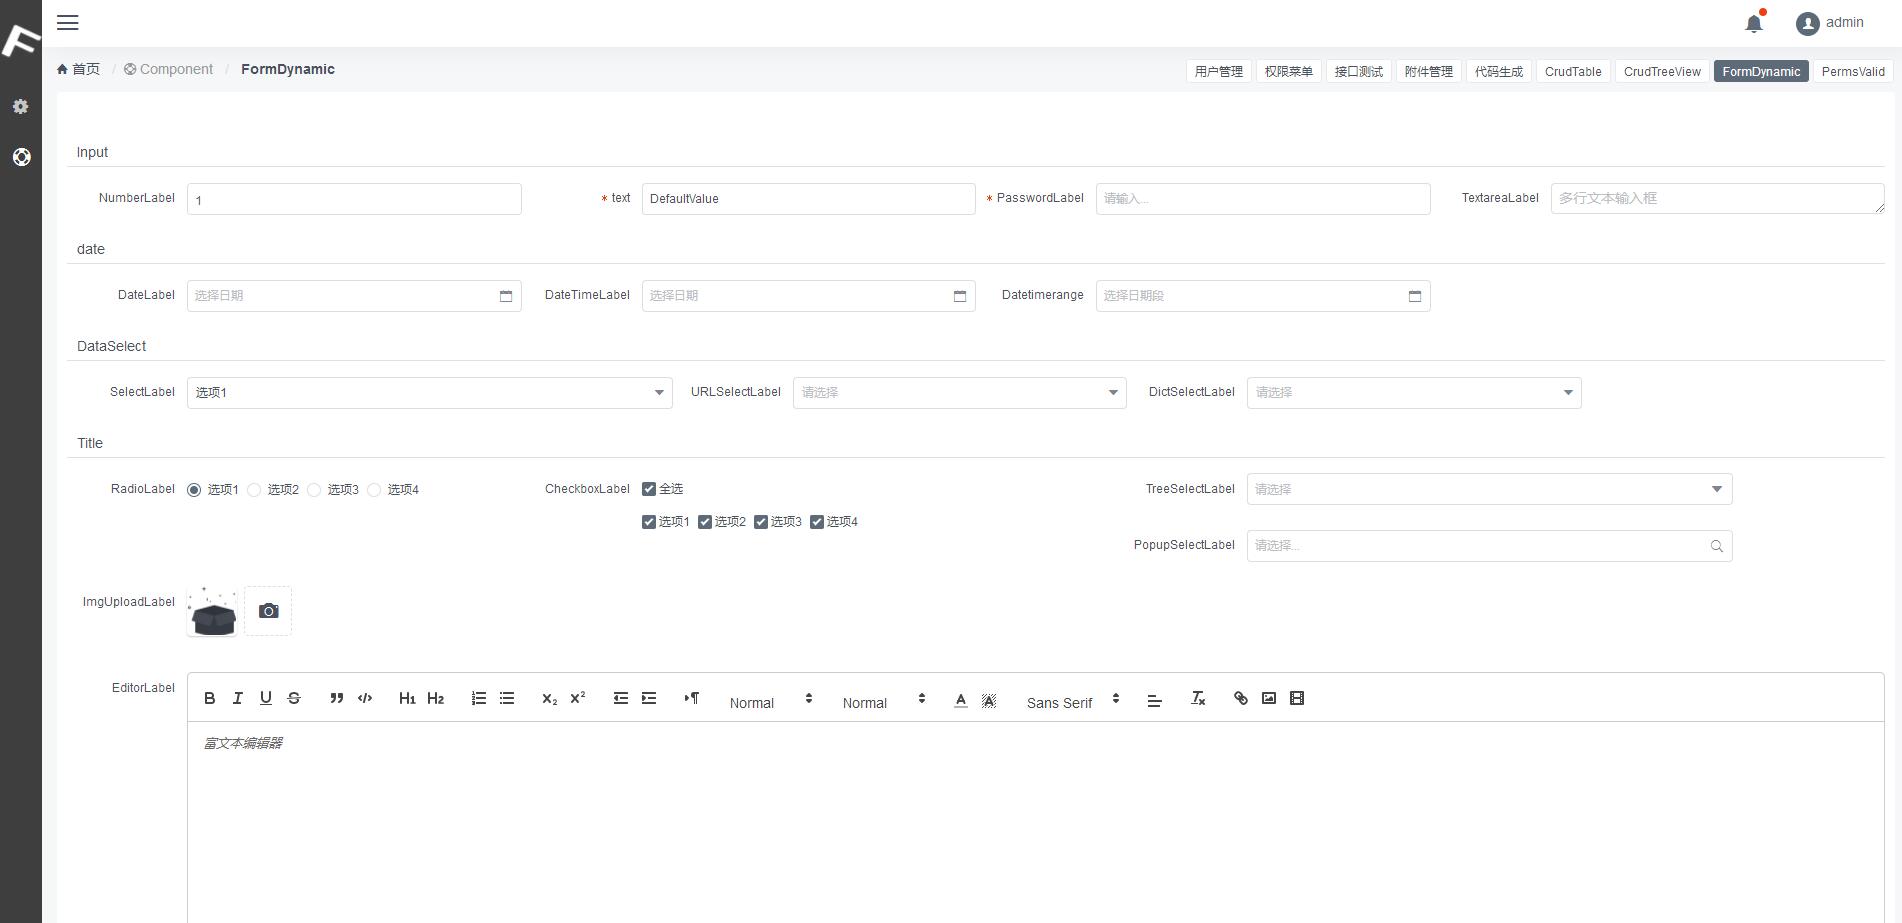 admin
首页 / Component / FormDynamic
用户管理 权限菜单 接口测试 附件管理 代码生成 CrudTable CrudTreeView FormDynamic PermsValid
Input
NumberLabel 1 * text DefaultValue * PasswordLabel 请输入... TextareaLabel 多行文本输入框
date
DateLabel 选择日期 DateTimeLabel 选择日期 Datetimerange 选择日期段
DataSelect
SelectLabel 选项1 URLSelectLabel 请选择 DictSelectLabel 请选择
Title
RadioLabel 选项1 选项2 选项3 选项4 CheckboxLabel 全选 TreeSelectLabel 请选择
选项1 选项2 选项3 选项4
PopupSelectLabel 请选择...
ImgUploadLabel
EditorLabel B I U S H1 H2 X2 X2 Normal Normal A A Sans Serif Tx
富文本编辑器